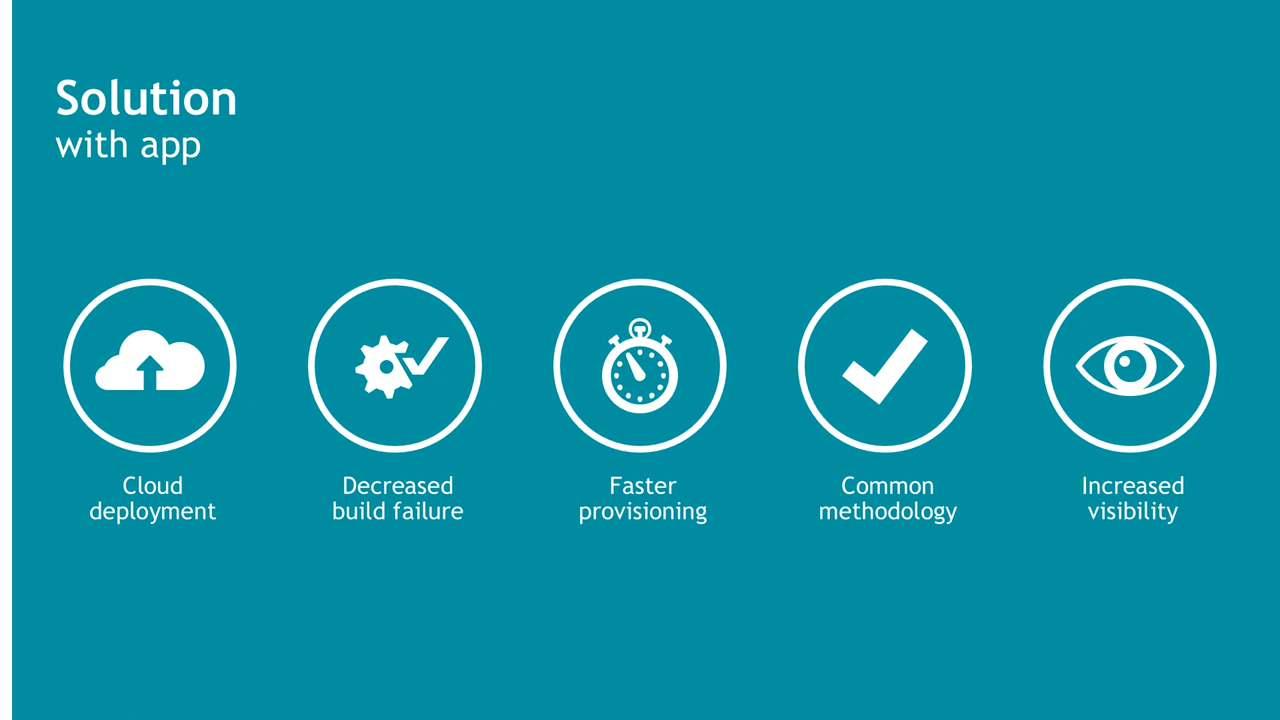 Solution
with app
Cloud
deployment
Decreased
build failure
Faster
provisioning
Common
methodology
Increased
visibility